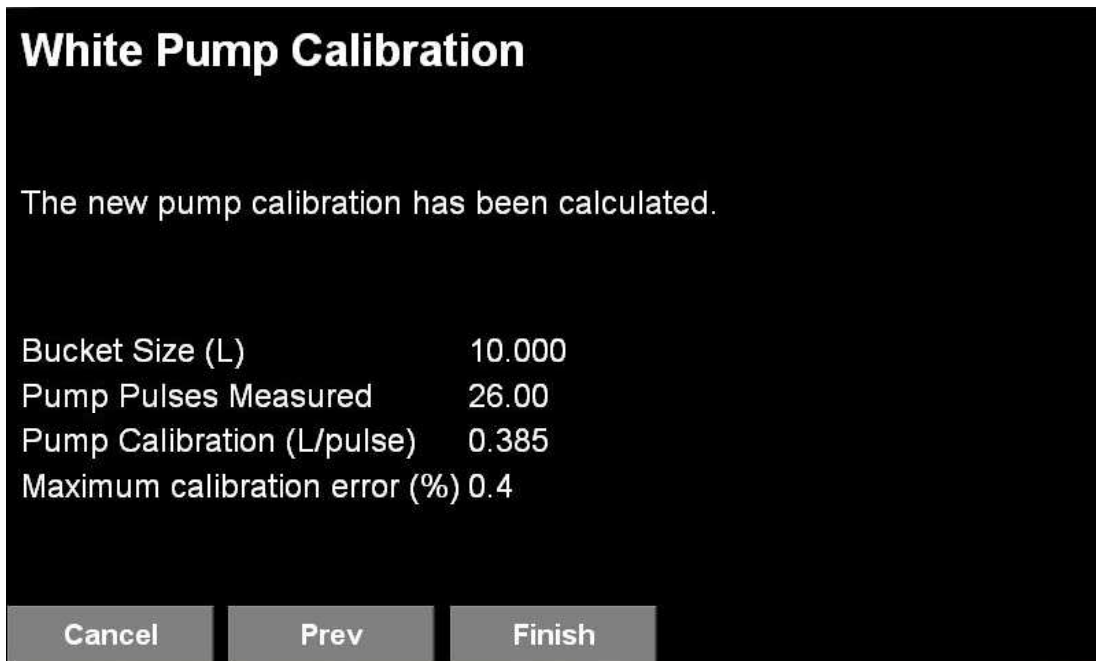 White Pump Calibration
The new pump calibration has been calculated.
Bucket Size (L) 10.000
Pump Pulses Measured 26.00
Pump Calibration (L/pulse) 0.385
Maximum calibration error (%) 0.4
Cancel Prev Finish